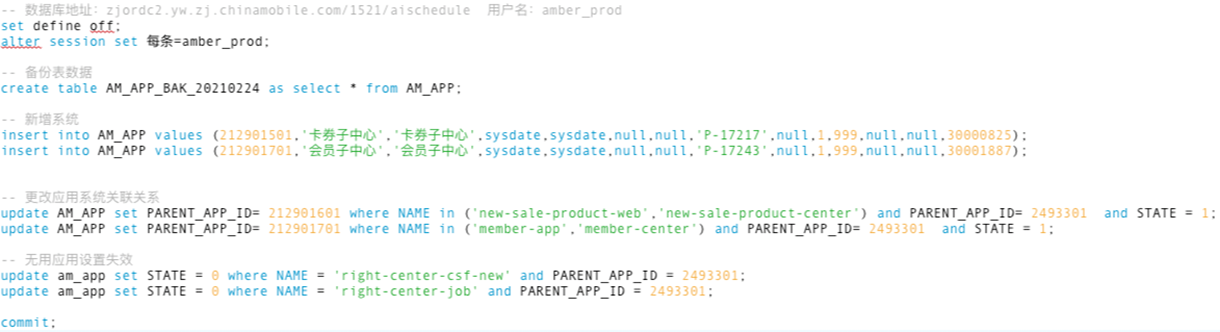 -- 数据库地址：zjordc2.yw.zj.chinamobile.com/1521/aischedule  用户名：amber_prod
set define off;
alter session set 每条=amber_prod;
-- 备份表数据
create table AM_APP_BAK_20210224 as select * from AM_APP;
-- 新增系统
insert into AM_APP values (212901501,'卡券子中心','卡券子中心',sysdate,sysdate,null,null,'P-17217',null,1,999,null,null,30000825);
insert into AM_APP values (212901701,'会员子中心','会员子中心',sysdate,sysdate,null,null,'P-17243',null,1,999,null,null,30001887);
-- 更改应用系统关联关系
update AM_APP set PARENT_APP_ID= 212901601 where NAME in ('new-sale-product-web','new-sale-product-center') and PARENT_APP_ID= 2493301  and STATE = 1;
update AM_APP set PARENT_APP_ID= 212901701 where NAME in ('member-app','member-center') and PARENT_APP_ID= 2493301  and STATE = 1;
-- 无用应用设置失效
update am_app set STATE = 0 where NAME = 'right-center-csf-new' and PARENT_APP_ID = 2493301;
update am_app set STATE = 0 where NAME = 'right-center-job' and PARENT_APP_ID = 2493301;
commit;